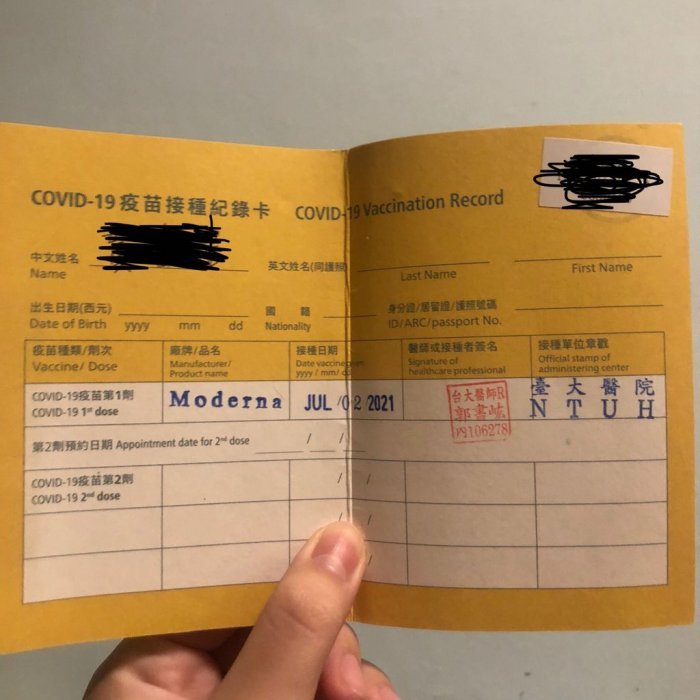 COVID-19疫苗接種紀錄卡 COVID-19 Vaccination Record
中文姓名 英文姓名(同護照)
Name Last Name First Name
出生日期(西元) 國 籍 身分證/居留證/護照號碼
Date of Birth yyyy mm dd Nationality ID/ARC/passport No.
疫苗種類/劑次 廠牌/品名 接種日期 醫師或接種者簽名 接種單位章戳
Vaccine/ Dose Manufacturer/ Date vaccine Signature of Official stamp of
Product name yyyy / mm/ healthcare professional administering center
COVID-19疫苗第1劑 台大醫師R 臺大醫院
COVID-19 1st dose Moderna JUL /02 2021 NTUH
106278
第2劑預約日期 Appointment date for 2nd dose / /
COVID-19疫苗第2劑 /
COVID-19 2nd dose /
/
/